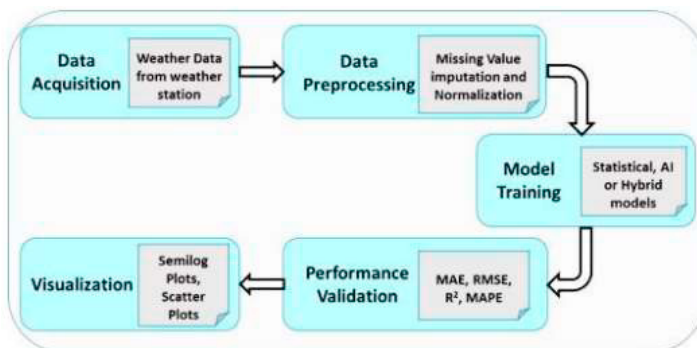 Data
Acquisition
Weather Data
from weather
station
Data
Preprocessing
Missing Value
imputation and
Normalization
Model
Training
Statistical, AI
or Hybrid
models
Performance
Validation
MAE, RMSE,
R², MAPE
Visualization
Semilog
Plots,
Scatter
Plots